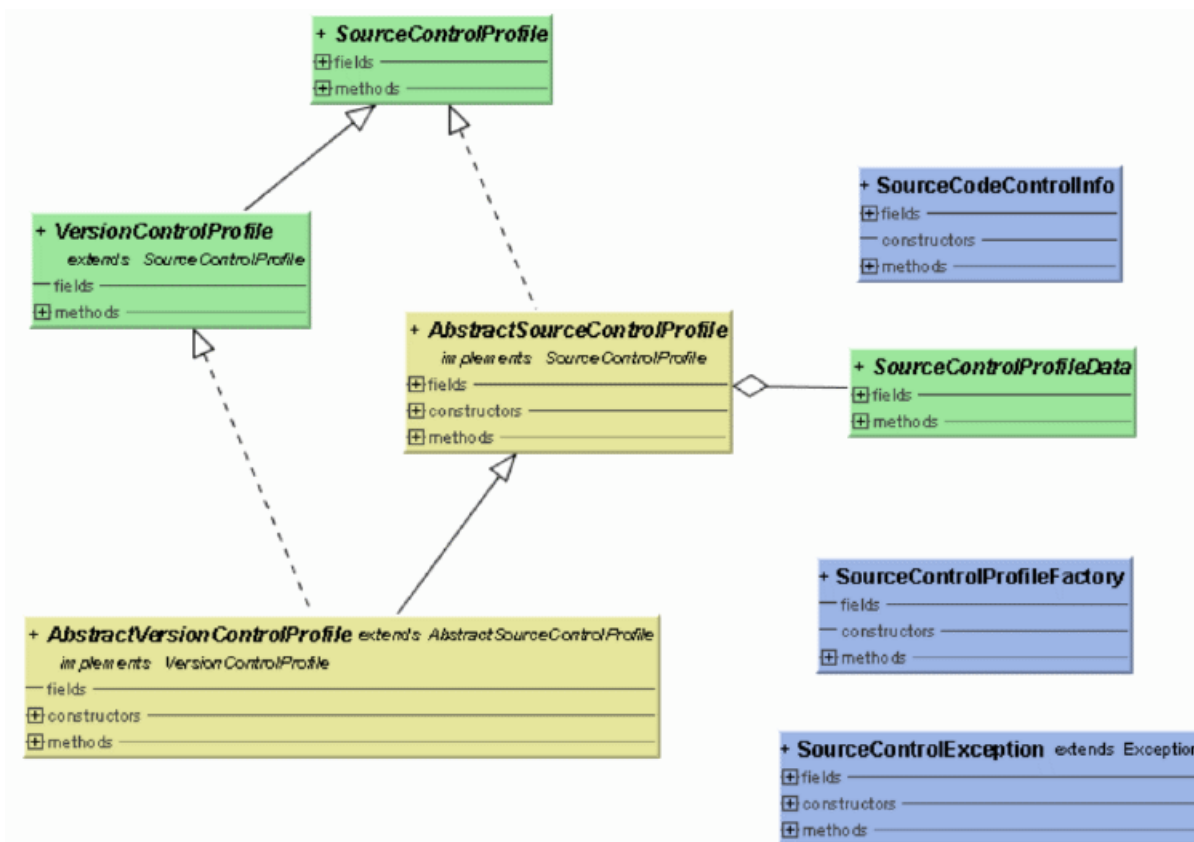 + SourceControlProfile
fields
methods
+ SourceCodeControlInfo
fields
constructors
methods
+ VersionControlProfile
extends SourceControlProfile
fields
methods
+ AbstractSourceControlProfile
implements SourceControlProfile
fields
constructors
methods
+ SourceControlProfileData
fields
methods
+ SourceControlProfileFactory
fields
constructors
methods
+ AbstractVersionControlProfile extends AbstractSourceControlProfile
implements VersionControlProfile
fields
constructors
methods
+ SourceControlException extends Exception
fields
constructors
methods